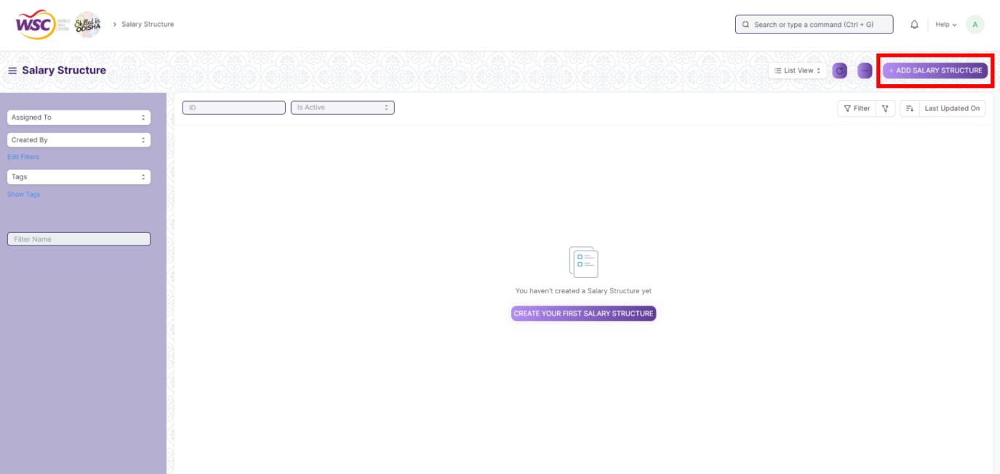 WSC WORLD SKILL CENTER Skilled in ODISHA > Salary Structure Search or type a command (Ctrl + G) Help A
Salary Structure List View ... + ADD SALARY STRUCTURE
Assigned To
Created By
Edit Filters
Tags
Show Tags
Filter Name
ID Is Active Filter Last Updated On
You haven't created a Salary Structure yet
CREATE YOUR FIRST SALARY STRUCTURE